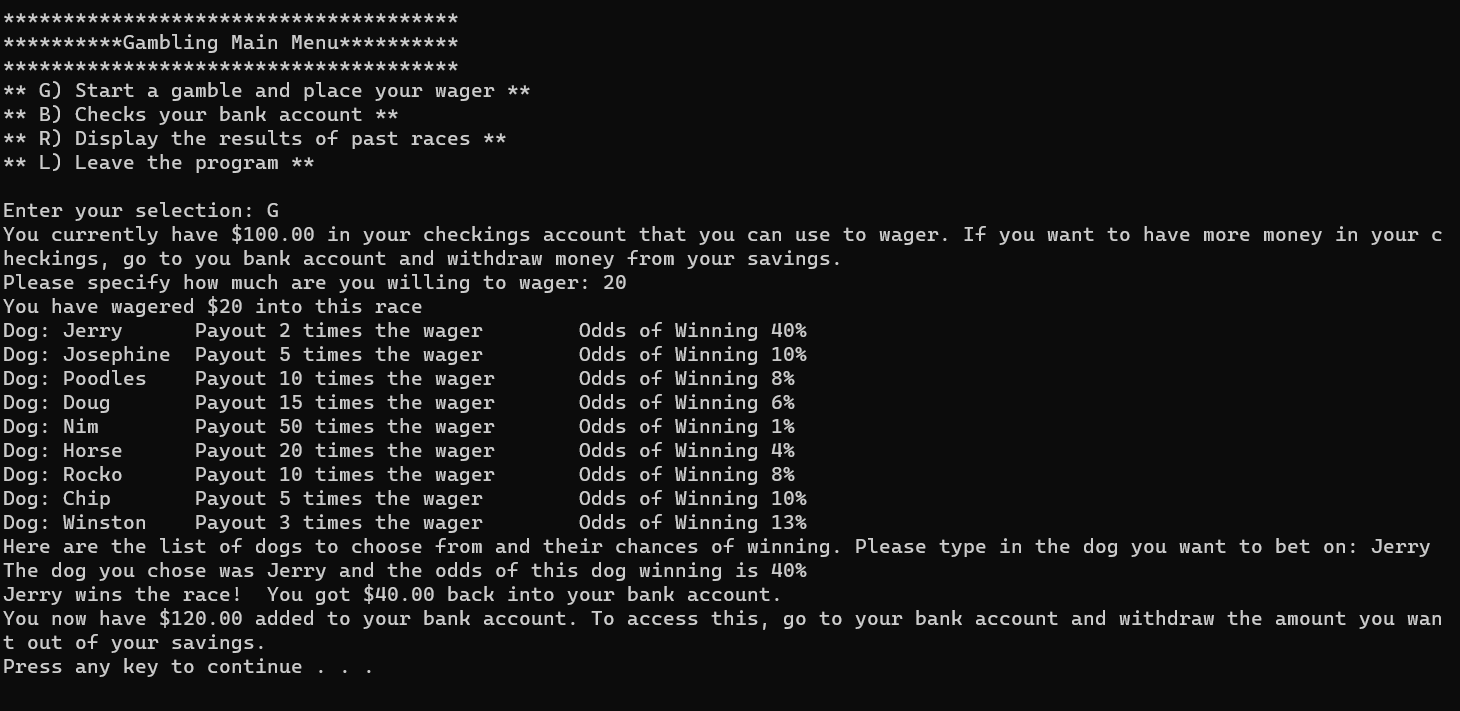 **************************************
**********Gambling Main Menu**********
**************************************
** G) Start a gamble and place your wager **
** B) Checks your bank account **
** R) Display the results of past races **
** L) Leave the program **

Enter your selection: G
You currently have $100.00 in your checkings account that you can use to wager. If you want to have more money in your c
heckings, go to you bank account and withdraw money from your savings.
Please specify how much are you willing to wager: 20
You have wagered $20 into this race
Dog: Jerry      Payout 2 times the wager        Odds of Winning 40%
Dog: Josephine  Payout 5 times the wager        Odds of Winning 10%
Dog: Poodles    Payout 10 times the wager       Odds of Winning 8%
Dog: Doug       Payout 15 times the wager       Odds of Winning 6%
Dog: Nim        Payout 50 times the wager       Odds of Winning 1%
Dog: Horse      Payout 20 times the wager       Odds of Winning 4%
Dog: Rocko      Payout 10 times the wager       Odds of Winning 8%
Dog: Chip       Payout 5 times the wager        Odds of Winning 10%
Dog: Winston    Payout 3 times the wager        Odds of Winning 13%
Here are the list of dogs to choose from and their chances of winning. Please type in the dog you want to bet on: Jerry
The dog you chose was Jerry and the odds of this dog winning is 40%
Jerry wins the race!  You got $40.00 back into your bank account.
You now have $120.00 added to your bank account. To access this, go to your bank account and withdraw the amount you wan
t out of your savings.
Press any key to continue . . .